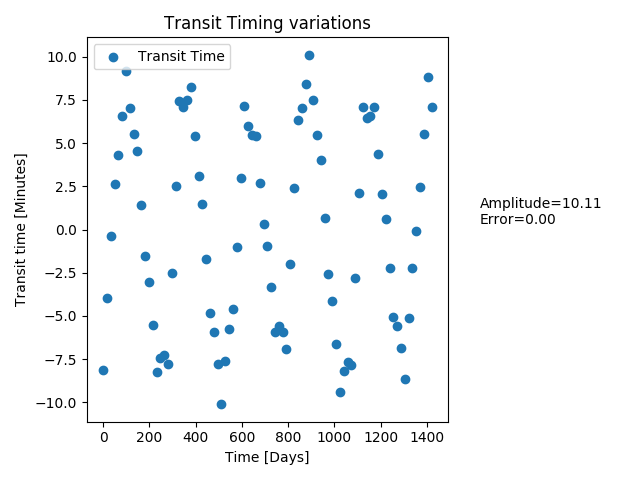 Transit Timing variations
Transit Time
10.0
7.5
5.0
2.5
0.0
−2.5
−5.0
−7.5
−10.0
Transit time [Minutes]
0 200 400 600 800 1000 1200 1400
Time [Days]
Amplitude=10.11
Error=0.00